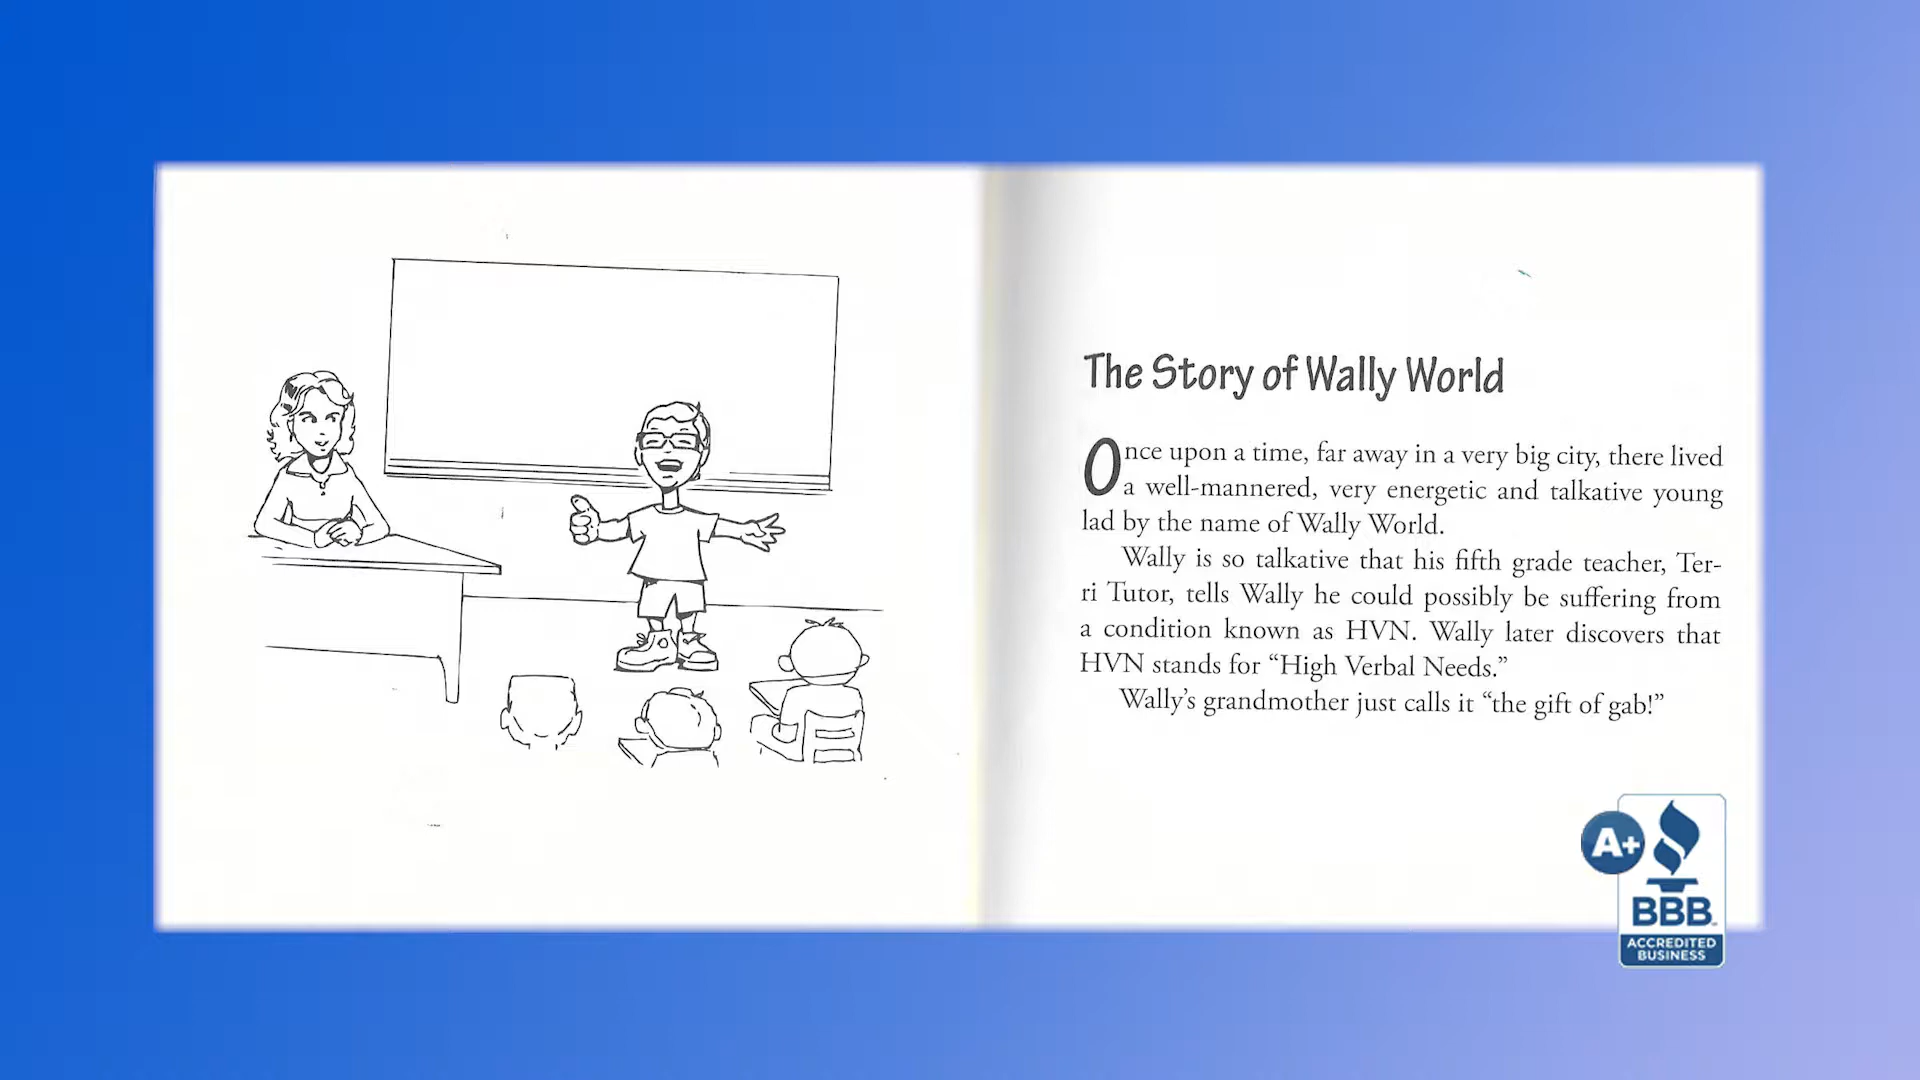 The Story of Wally World
Once upon a time, far away in a very big city, there lived
a well-mannered, very energetic and talkative young
lad by the name of Wally World.
Wally is so talkative that his fifth grade teacher, Ter-
ri Tutor, tells Wally he could possibly be suffering from
a condition known as HVN. Wally later discovers that
HVN stands for “High Verbal Needs.”
Wally’s grandmother just calls it “the gift of gab!”
A+
BBB
ACCREDITED
BUSINESS